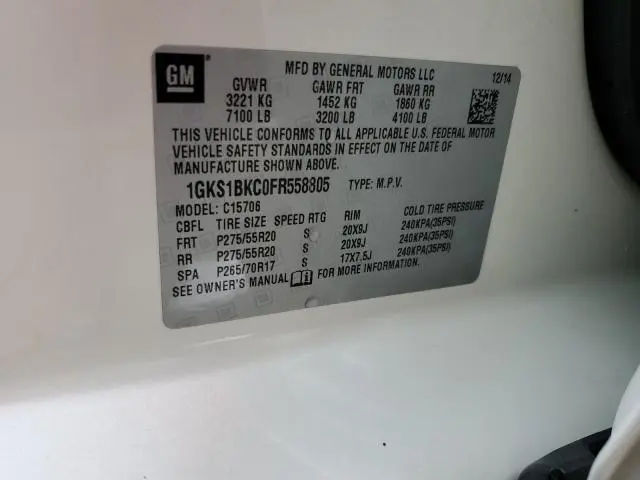 GM
MFD BY GENERAL MOTORS LLC 12/14
GVWR GAWR FRT GAWR RR
3221 KG 1452 KG 1860 KG
7100 LB 3200 LB 4100 LB
THIS VEHICLE CONFORMS TO ALL APPLICABLE U.S. FEDERAL MOTOR
VEHICLE SAFETY STANDARDS IN EFFECT ON THE DATE OF
MANUFACTURE SHOWN ABOVE.
1GKS1BKC0FR558805 TYPE: M.P.V.
MODEL: C15706
CBFL TIRE SIZE SPEED RTG RIM COLD TIRE PRESSURE
FRT P275/55R20 S 20X9J 240KPA(35PSI)
RR P275/55R20 S 20X9J 240KPA(35PSI)
SPA P265/70R17 S 17X7.5J 240KPA(35PSI)
SEE OWNER'S MANUAL FOR MORE INFORMATION.